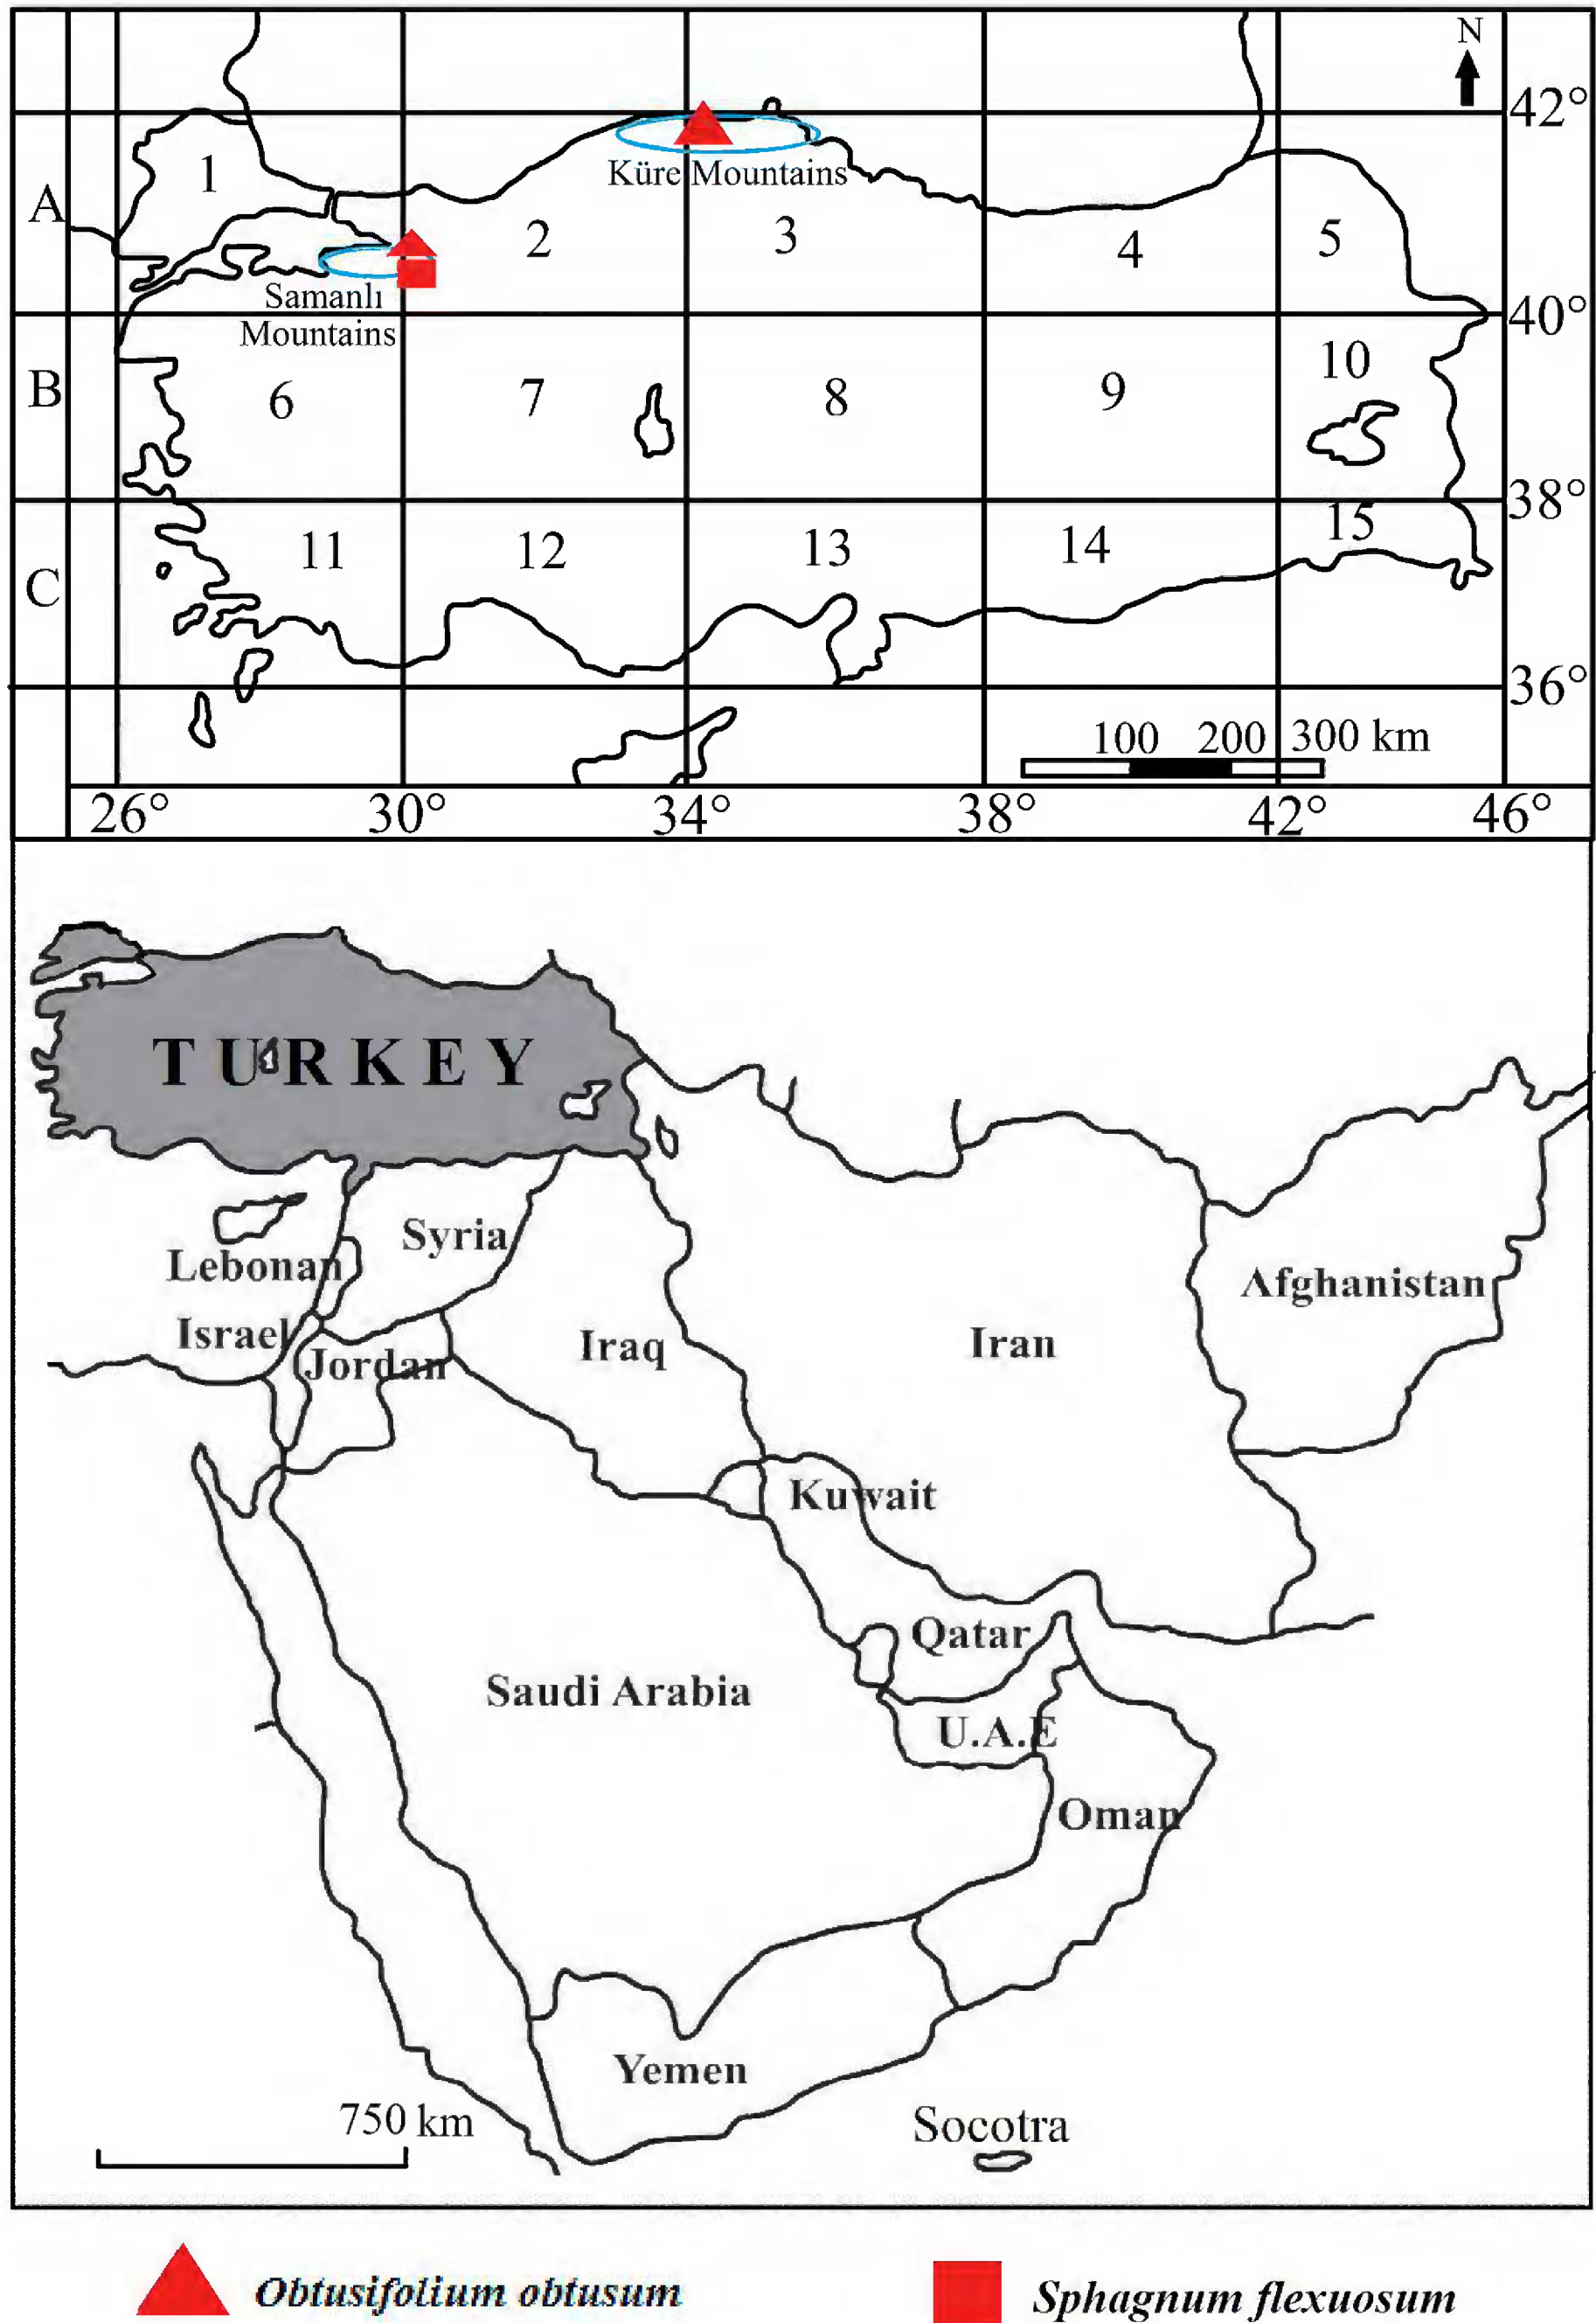 N
42°
Küre Mountains
1
A
2
3
4
5
Samanlı
Mountains
40°
B
6
7
8
9
10
38°
C
11
12
13
14
15
36°
100 200 300 km
26° 30° 34° 38° 42° 46°
TURKEY
Syria
Lebonan
Afghanistan
Israel
Jordan
Iraq
Iran
Kuwait
Qatar
Saudi Arabia
U.A.E
Oman
Yemen
750 km
Socotra
Obtusifolium obtusum
Sphagnum flexuosum